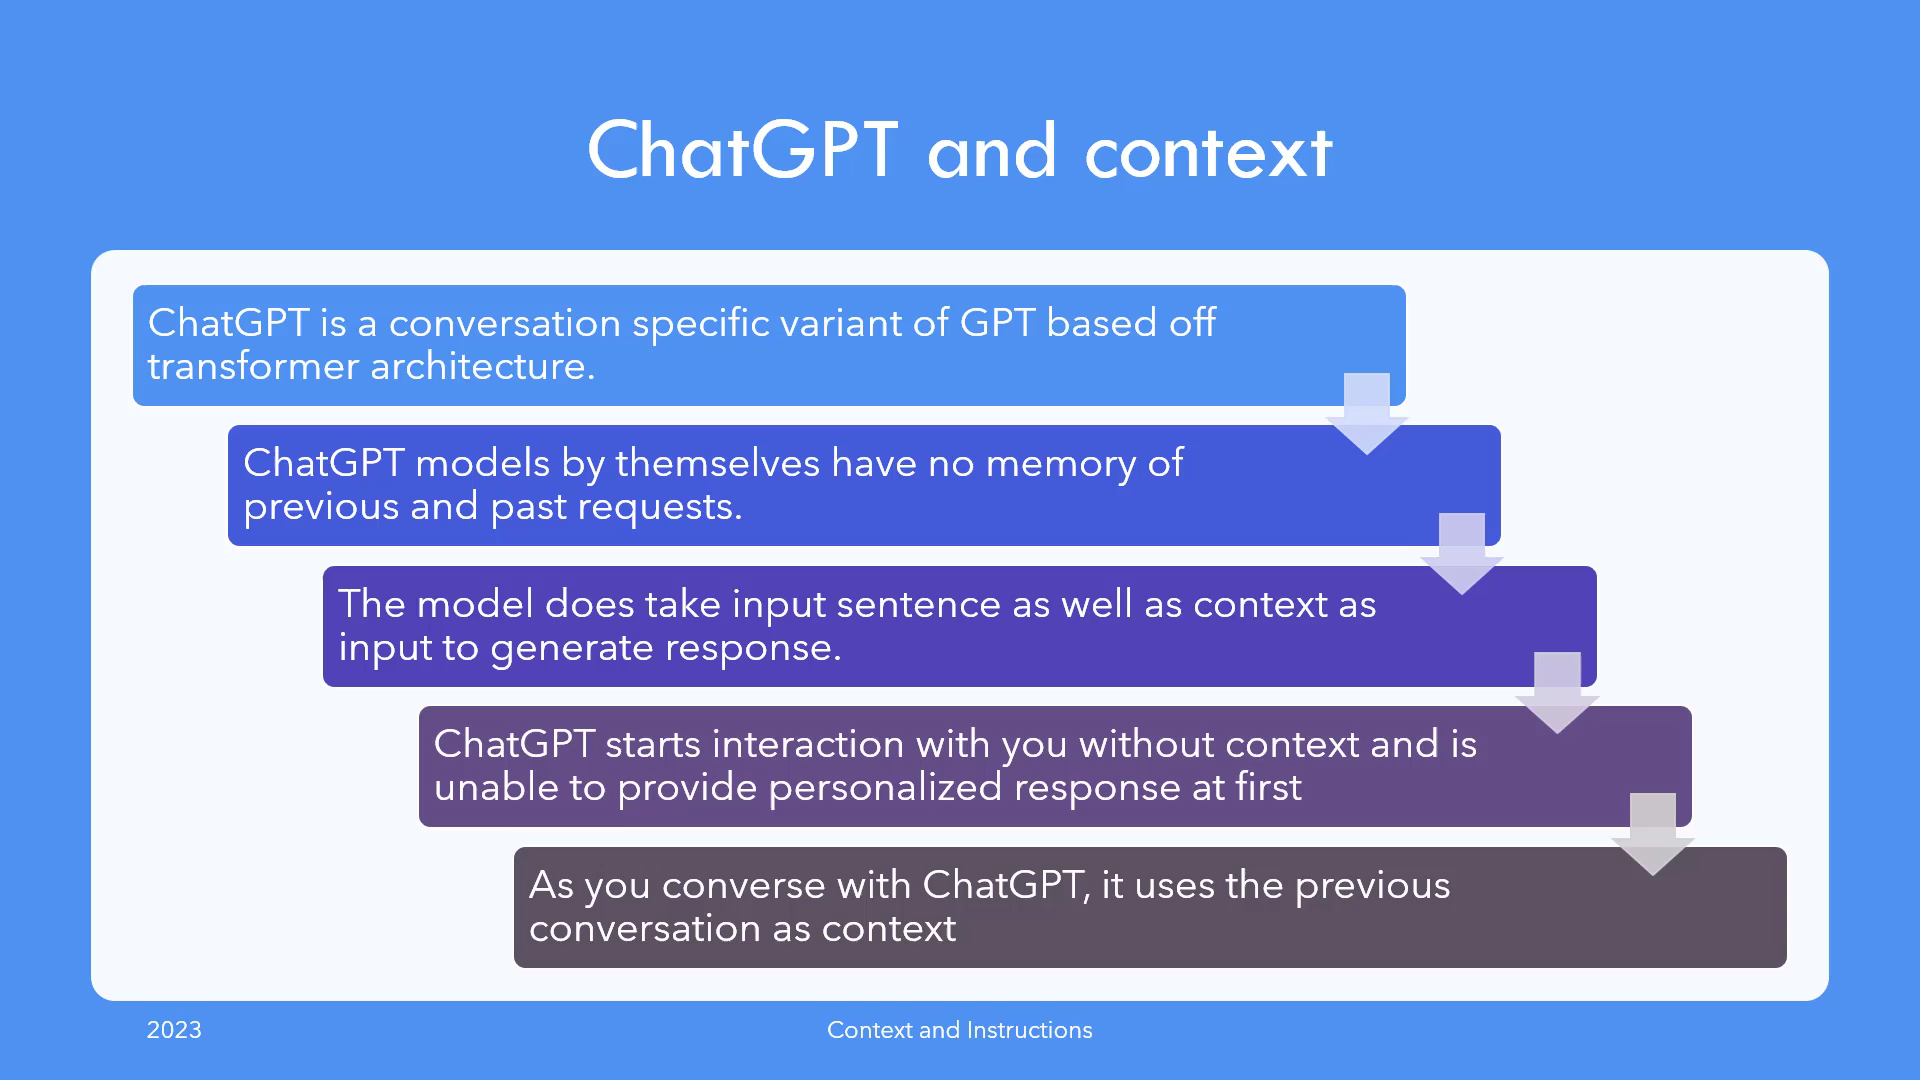 ChatGPT and context
ChatGPT is a conversation specific variant of GPT based off
transformer architecture.
ChatGPT models by themselves have no memory of
previous and past requests.
The model does take input sentence as well as context as
input to generate response.
ChatGPT starts interaction with you without context and is
unable to provide personalized response at first
As you converse with ChatGPT, it uses the previous
conversation as context
2023
Context and Instructions